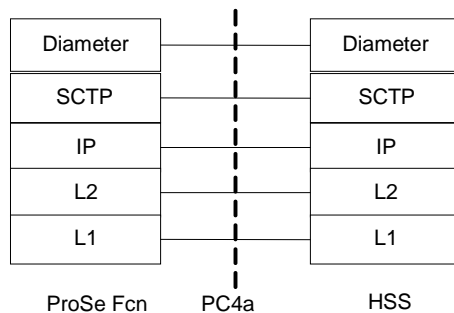 Diameter Diameter
SCTP SCTP
IP IP
L2 L2
L1 L1
ProSe Fcn PC4a HSS